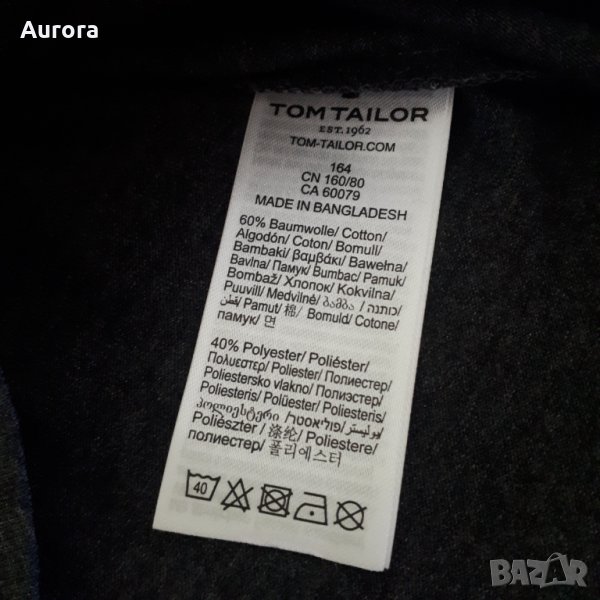 Aurora
TOM TAILOR
EST. 1962
TOM-TAILOR.COM
164
CN 160/80
CA 60079
MADE IN BANGLADESH
60% Baumwolle/ Cotton/
Algodón/ Coton/ Bomull/
Bambaki/ βαμβάκι/ Bawełna/
Bavlna/ Памук/ Bumbac/ Pamuk/
Bombaž/ Хлопок/ Kokvilna/
Puuvill/ Medvilnė/ ბამბა / כותנה/
قطن/ Pamut/ 棉/ Bomuld/ Cotone/
памук/ 면
40% Polyester/ Poliéster/
Πολυεστερ/ Poliester/ Полиестер/
Poliestersko vlakno/ Полиэстер/
Poliesteris/ Polüester/ Poliesteris/
პოლიესტერი /פוליאסטר/ بوليستر/
Poliészter/ 涤纶/ Poliestere/
полиестер/ 폴리에스터
40
BAZAR